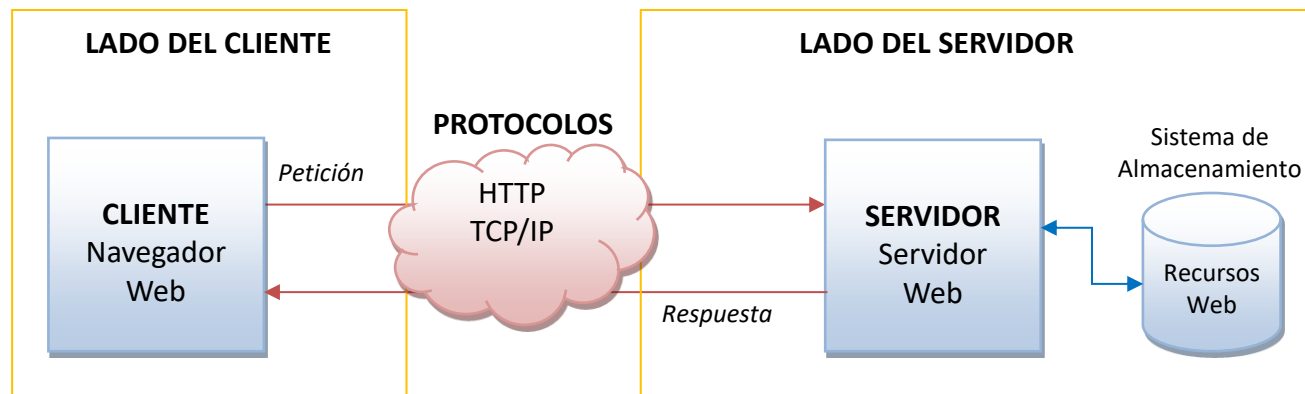 LADO DEL CLIENTE
LADO DEL SERVIDOR
PROTOCOLOS
Petición
HTTP
TCP/IP
CLIENTE
Navegador
Web
SERVIDOR
Servidor
Web
Respuesta
Sistema de
Almacenamiento
Recursos
Web